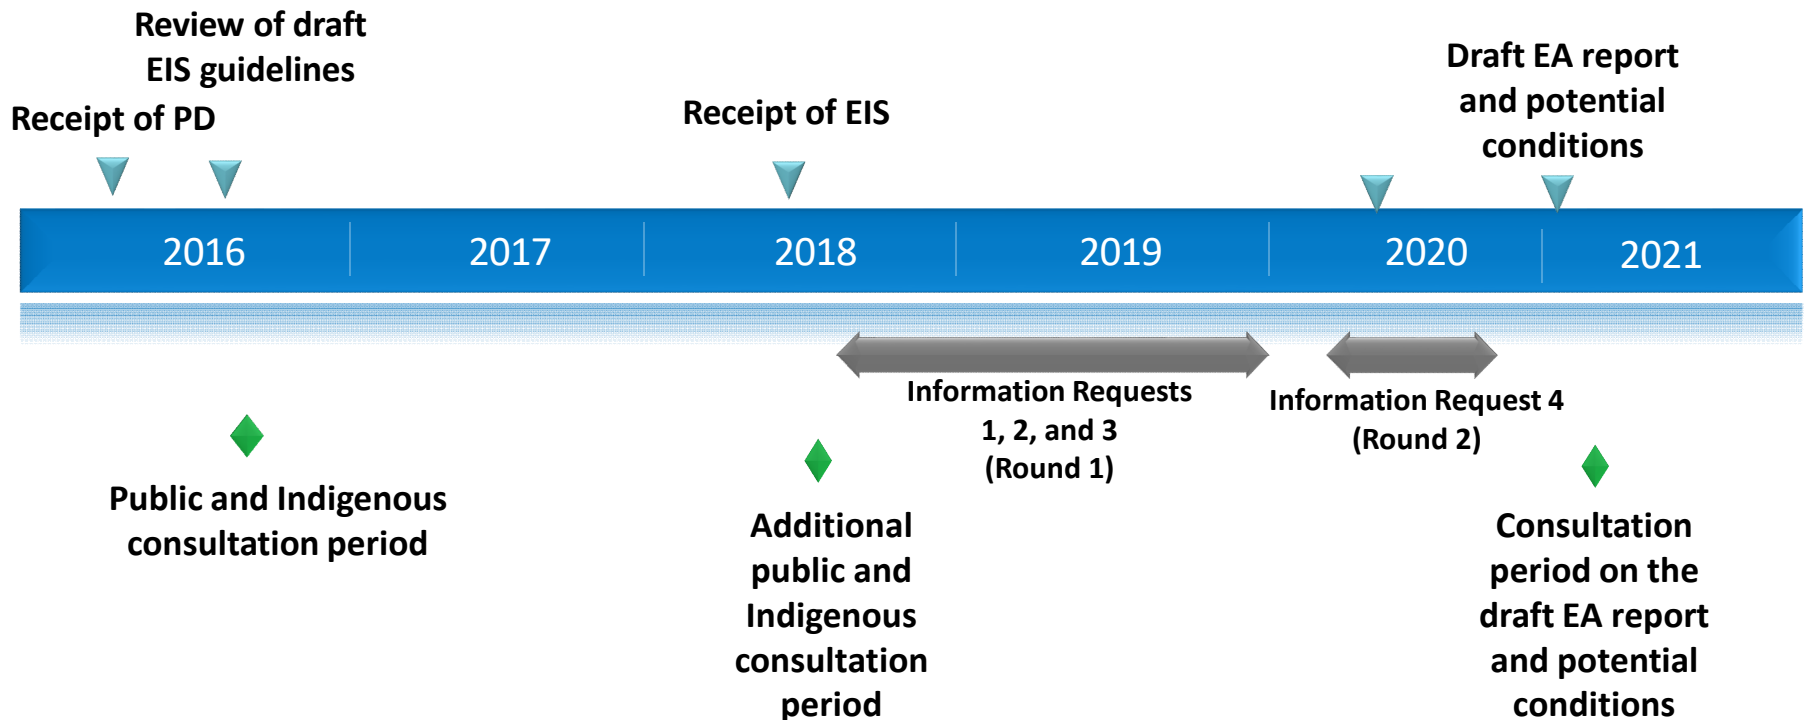 Review of draft
EIS guidelines
Receipt of PD
Receipt of EIS
Draft EA report
and potential
conditions
2016
2017
2018
2019
2020
2021
Information Requests
1, 2, and 3
(Round 1)
Information Request 4
(Round 2)
Public and Indigenous
consultation period
Additional
public and
Indigenous
consultation
period
Consultation
period on the
draft EA report
and potential
conditions